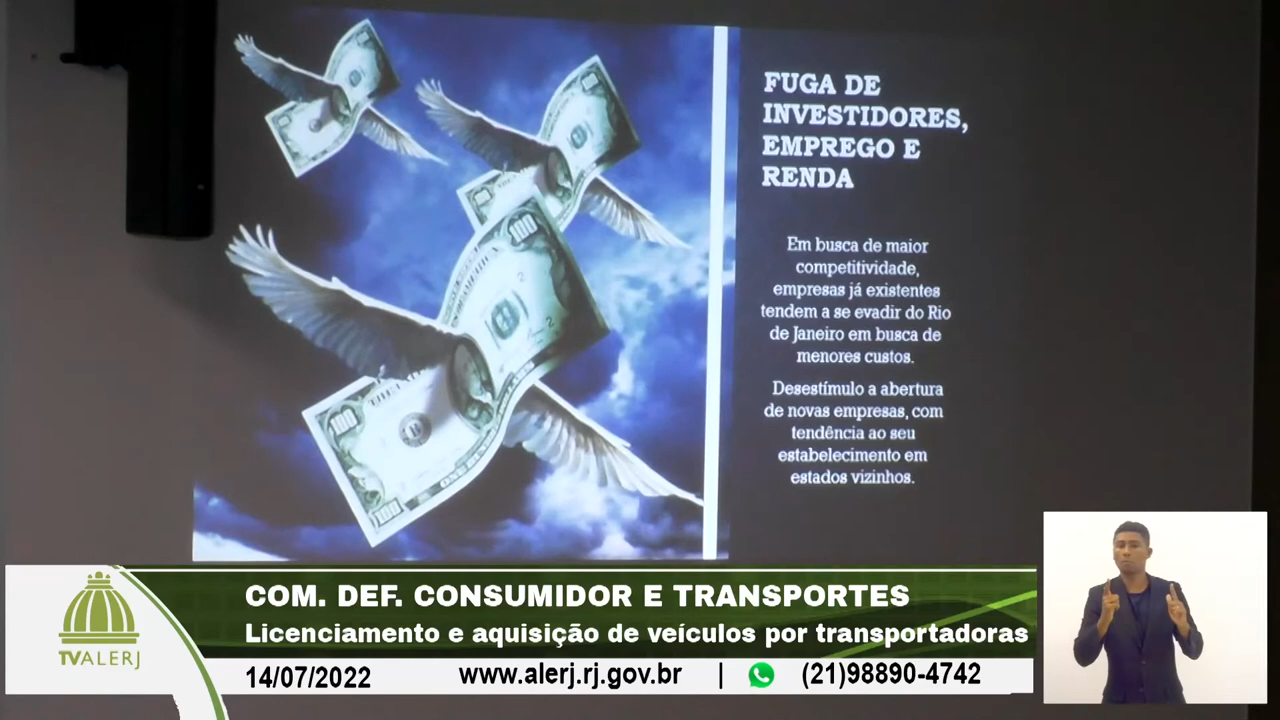 FUGA DE
INVESTIDORES,
EMPREGO E
RENDA
Em busca de maior
competitividade,
empresas já existentes
tendem a se evadir do Rio
de Janeiro em busca de
menores custos.
Desestímulo a abertura
de novas empresas, com
tendência ao seu
estabelecimento em
estados vizinhos.
100
100
100
COM. DEF. CONSUMIDOR E TRANSPORTES
Licenciamento e aquisição de veículos por transportadoras
TVALERJ
14/07/2022 www.alerj.rj.gov.br | (21)98890-4742